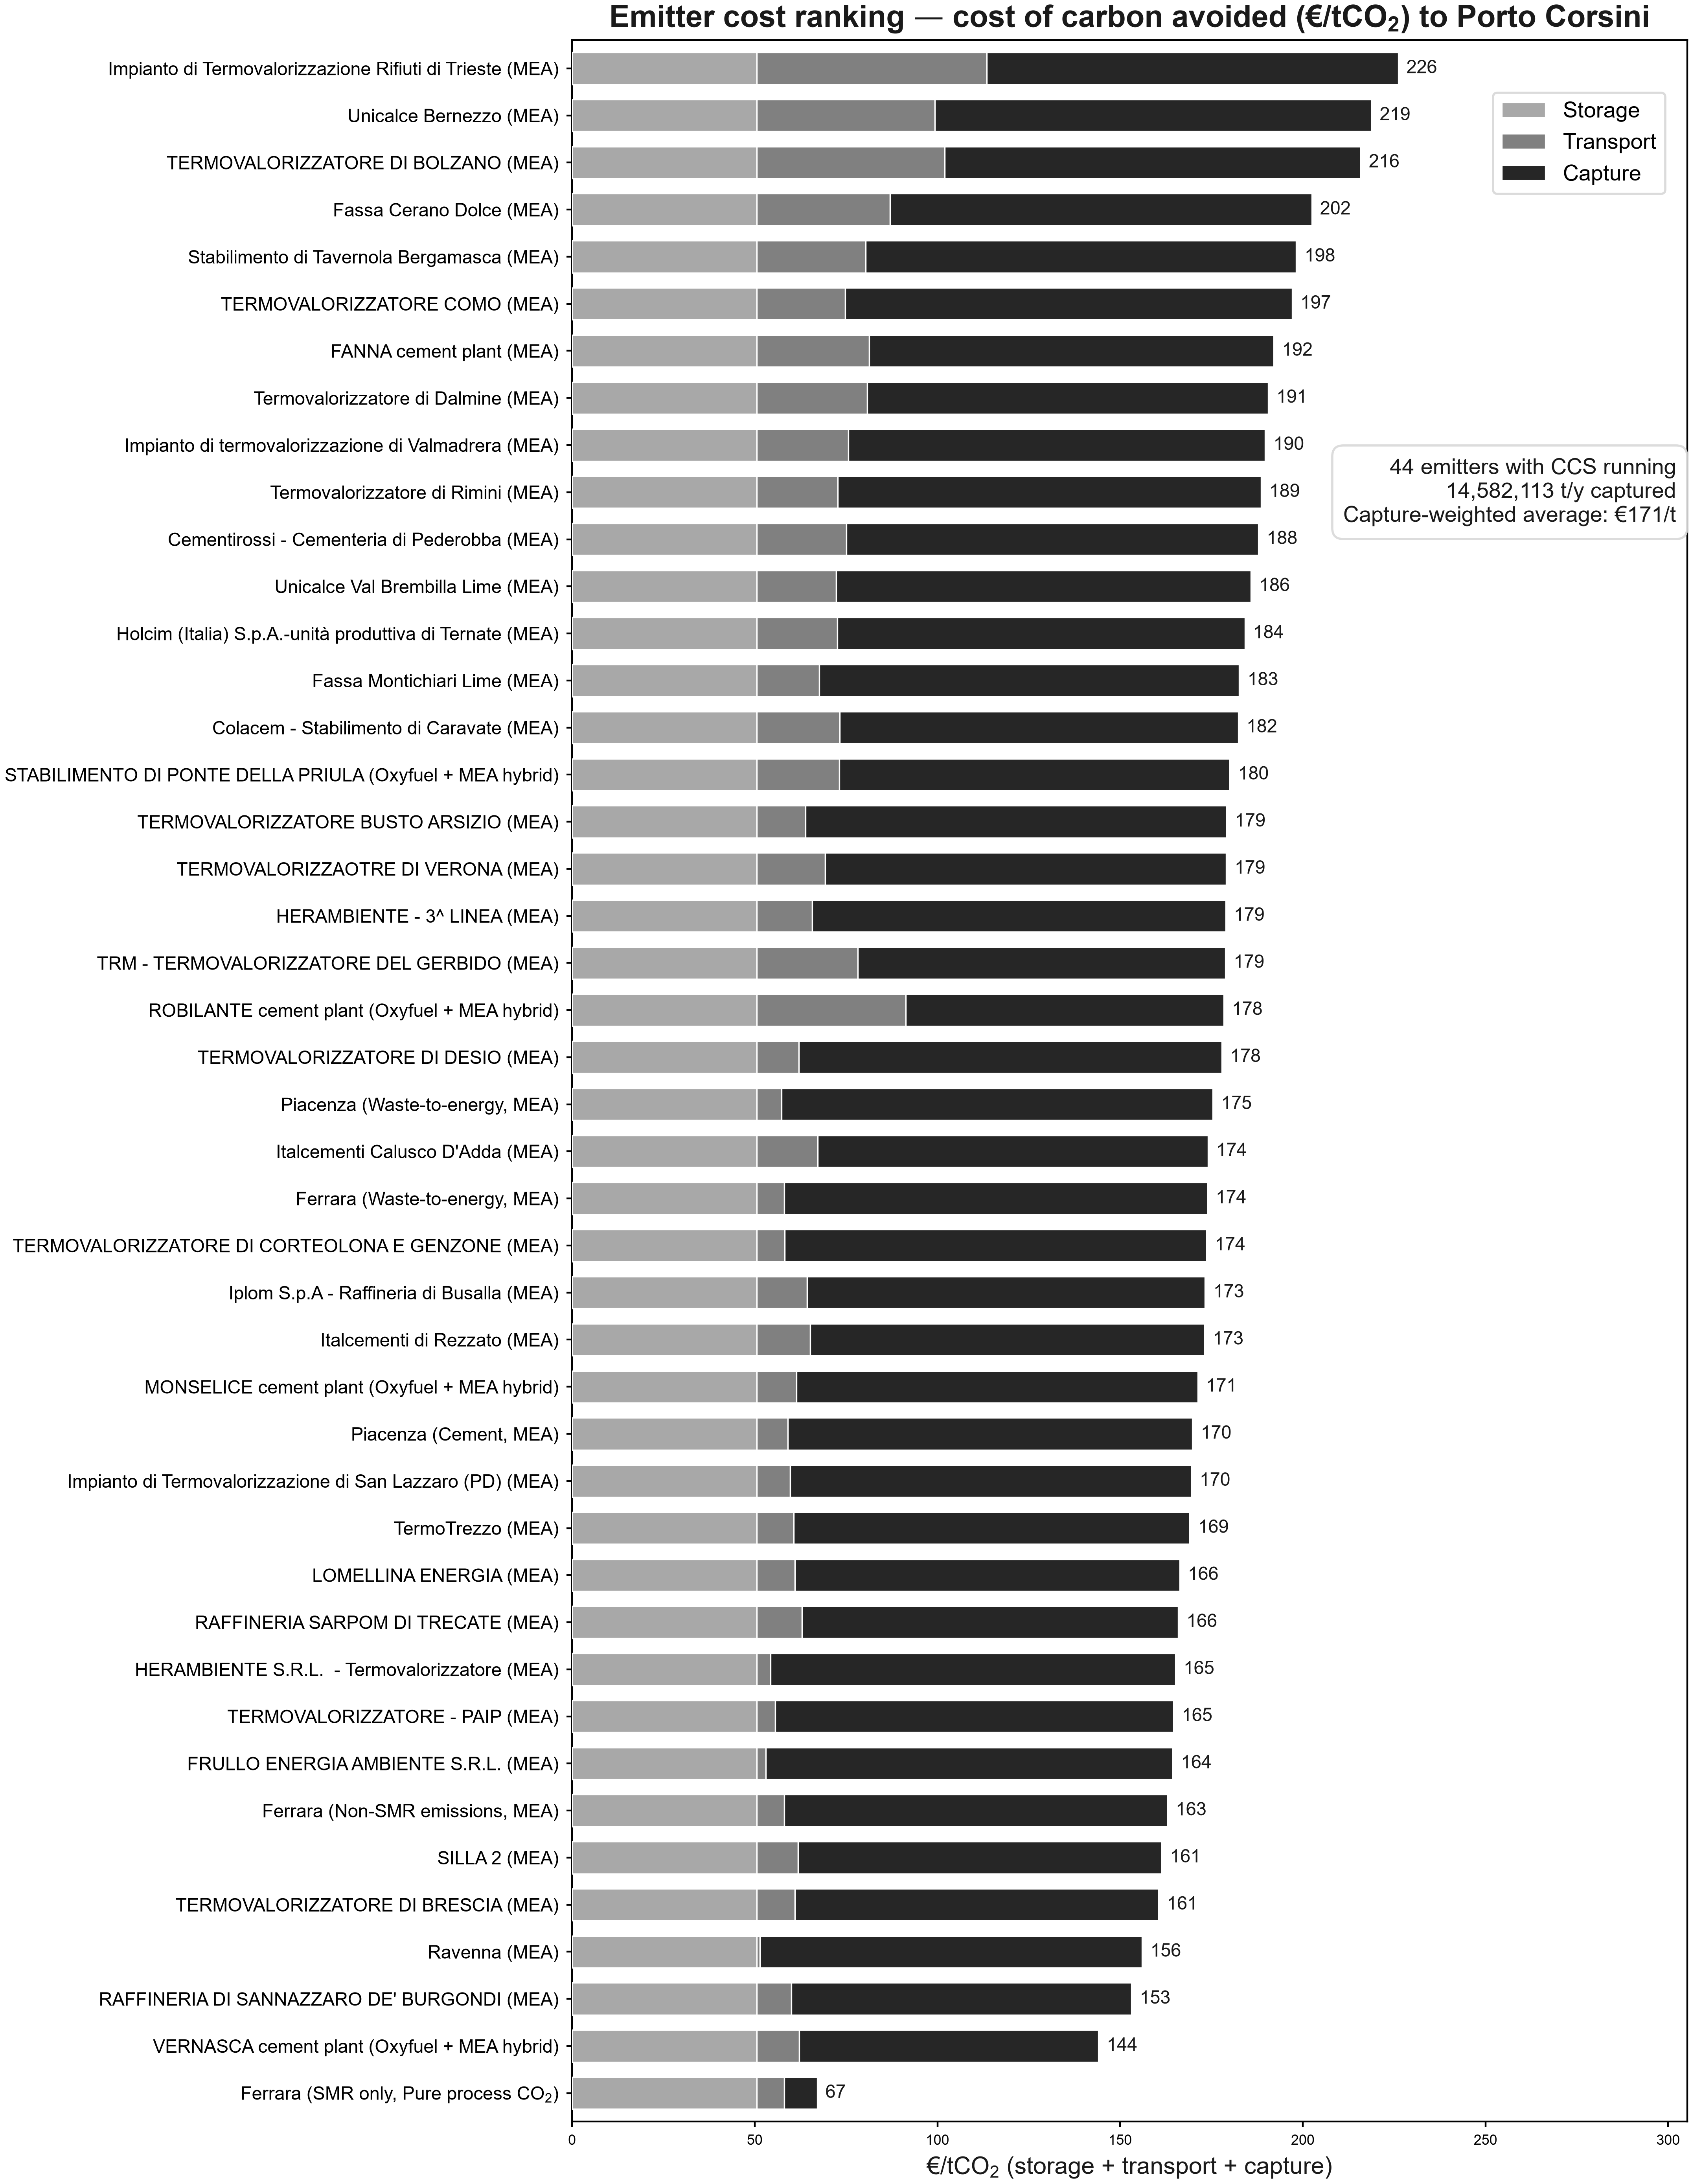 Emitter cost ranking — cost of carbon avoided (€/tCO₂) to Porto Corsini
Impianto di Termovalorizzazione Rifiuti di Trieste (MEA) 226
Unicalce Bernezzo (MEA) 219
TERMOVALORIZZATORE DI BOLZANO (MEA) 216
Fassa Cerano Dolce (MEA) 202
Stabilimento di Tavernola Bergamasca (MEA) 198
TERMOVALORIZZATORE COMO (MEA) 197
FANNA cement plant (MEA) 192
Termovalorizzatore di Dalmine (MEA) 191
Impianto di termovalorizzazione di Valmadrera (MEA) 190
Termovalorizzatore di Rimini (MEA) 189
Cementirossi - Cementeria di Pederobba (MEA) 188
Unicalce Val Brembilla Lime (MEA) 186
Holcim (Italia) S.p.A.-unità produttiva di Ternate (MEA) 184
Fassa Montichiari Lime (MEA) 183
Colacem - Stabilimento di Caravate (MEA) 182
STABILIMENTO DI PONTE DELLA PRIULA (Oxyfuel + MEA hybrid) 180
TERMOVALORIZZATORE BUSTO ARSIZIO (MEA) 179
TERMOVALORIZZAOTRE DI VERONA (MEA) 179
HERAMBIENTE - 3^ LINEA (MEA) 179
TRM - TERMOVALORIZZATORE DEL GERBIDO (MEA) 179
ROBILANTE cement plant (Oxyfuel + MEA hybrid) 178
TERMOVALORIZZATORE DI DESIO (MEA) 178
Piacenza (Waste-to-energy, MEA) 175
Italcementi Calusco D'Adda (MEA) 174
Ferrara (Waste-to-energy, MEA) 174
TERMOVALORIZZATORE DI CORTEOLONA E GENZONE (MEA) 174
Iplom S.p.A - Raffineria di Busalla (MEA) 173
Italcementi di Rezzato (MEA) 173
MONSELICE cement plant (Oxyfuel + MEA hybrid) 171
Piacenza (Cement, MEA) 170
Impianto di Termovalorizzazione di San Lazzaro (PD) (MEA) 170
TermoTrezzo (MEA) 169
LOMELLINA ENERGIA (MEA) 166
RAFFINERIA SARPOM DI TRECATE (MEA) 166
HERAMBIENTE S.R.L.  - Termovalorizzatore (MEA) 165
TERMOVALORIZZATORE - PAIP (MEA) 165
FRULLO ENERGIA AMBIENTE S.R.L. (MEA) 164
Ferrara (Non-SMR emissions, MEA) 163
SILLA 2 (MEA) 161
TERMOVALORIZZATORE DI BRESCIA (MEA) 161
Ravenna (MEA) 156
RAFFINERIA DI SANNAZZARO DE' BURGONDI (MEA) 153
VERNASCA cement plant (Oxyfuel + MEA hybrid) 144
Ferrara (SMR only, Pure process CO₂) 67
Storage
Transport
Capture
44 emitters with CCS running
14,582,113 t/y captured
Capture-weighted average: €171/t
0 50 100 150 200 250 300
€/tCO₂ (storage + transport + capture)